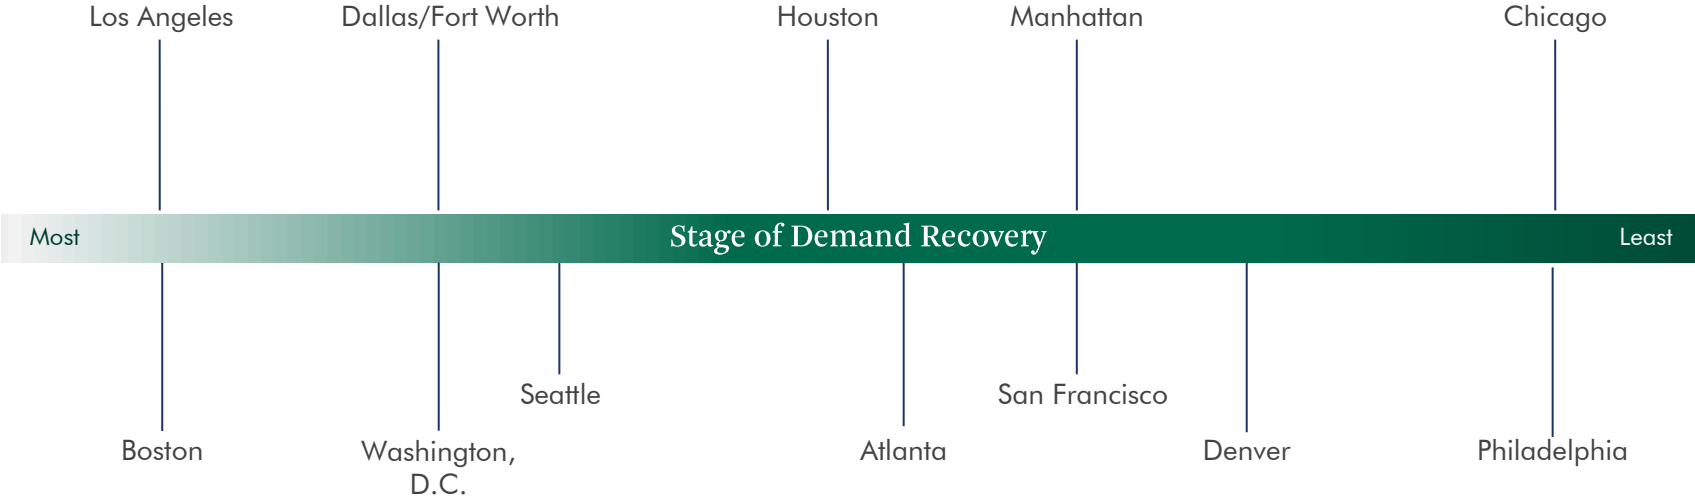 Los Angeles
Dallas/Fort Worth
Houston
Manhattan
Chicago
Most
Stage of Demand Recovery
Least
Seattle
San Francisco
Boston
Washington,
D.C.
Atlanta
Denver
Philadelphia